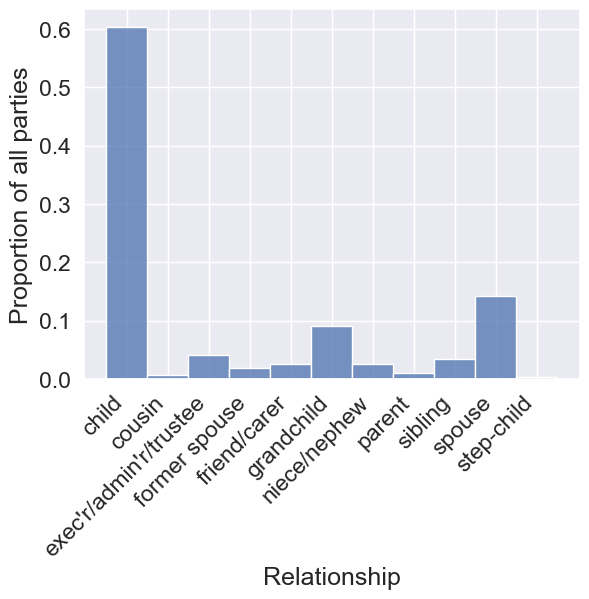 Proportion of all parties
0.6
0.5
0.4
0.3
0.2
0.1
0.0
child
cousin
exec'r/admin'r/trustee
former spouse
friend/carer
grandchild
niece/nephew
parent
sibling
spouse
step-child
Relationship